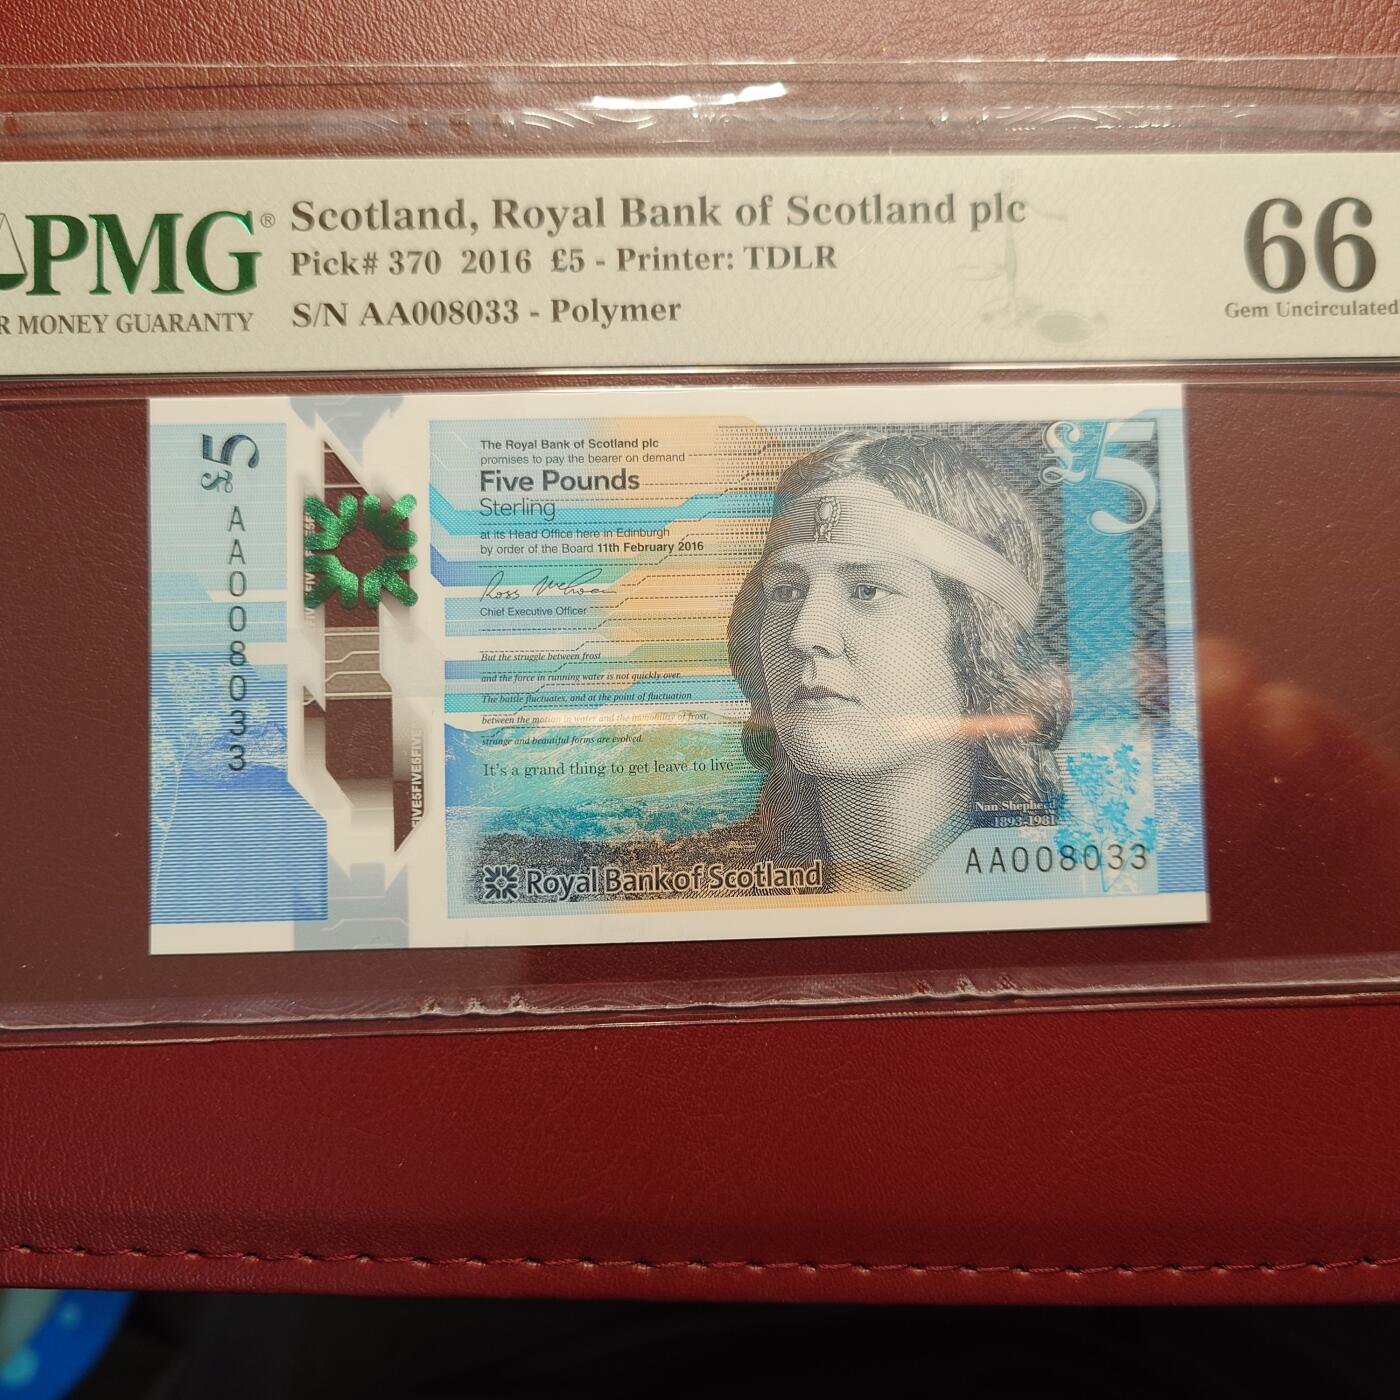 PMG®
R MONEY GUARANTY
Scotland, Royal Bank of Scotland plc
Pick# 370 2016 £5 - Printer: TDLR
S/N AA008033 - Polymer
66
Gem Uncirculated
£5
AA008033
FIVE5FIVE5FIVE
The Royal Bank of Scotland plc
promises to pay the bearer on demand
Five Pounds
Sterling
at its Head Office here in Edinburgh
by order of the Board 11th February 2016
Ross McEwan
Chief Executive Officer
But the struggle between frost
and the force in running water is not quickly over.
The battle fluctuates, and at the point of fluctuation
between the motion in water and the immobility of frost,
strange and beautiful forms are evolved.
It's a grand thing to get leave to live
Royal Bank of Scotland
£5
Nan Shepherd
1893-1981
AA008033